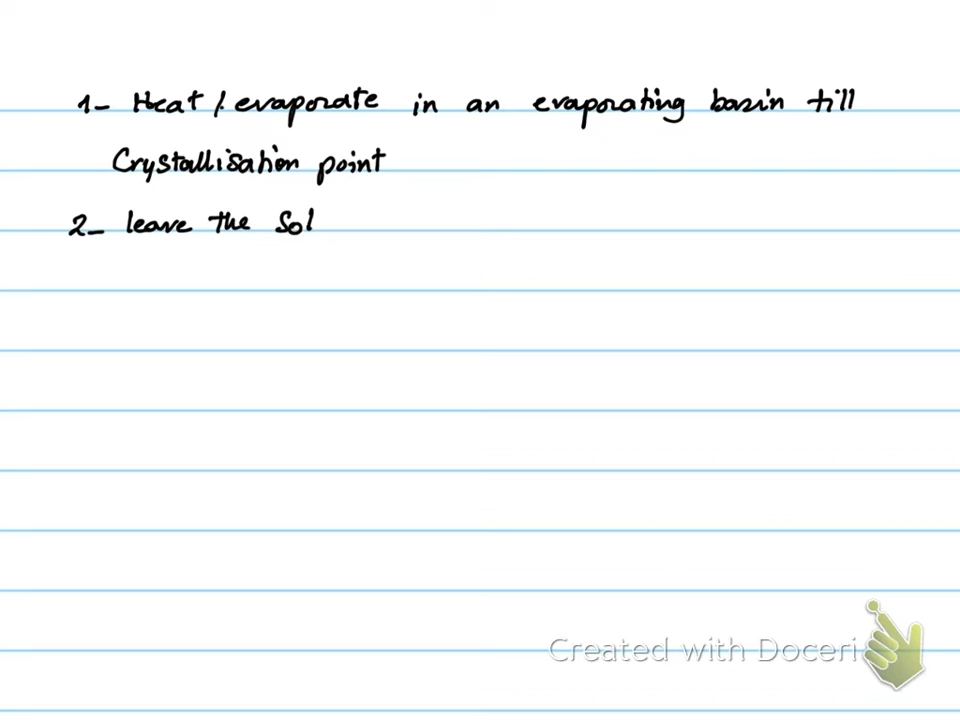 1- Heat / evaporate in an evaporating basin till
Crystallisation point
2- leave the Sol
Created with Doceri